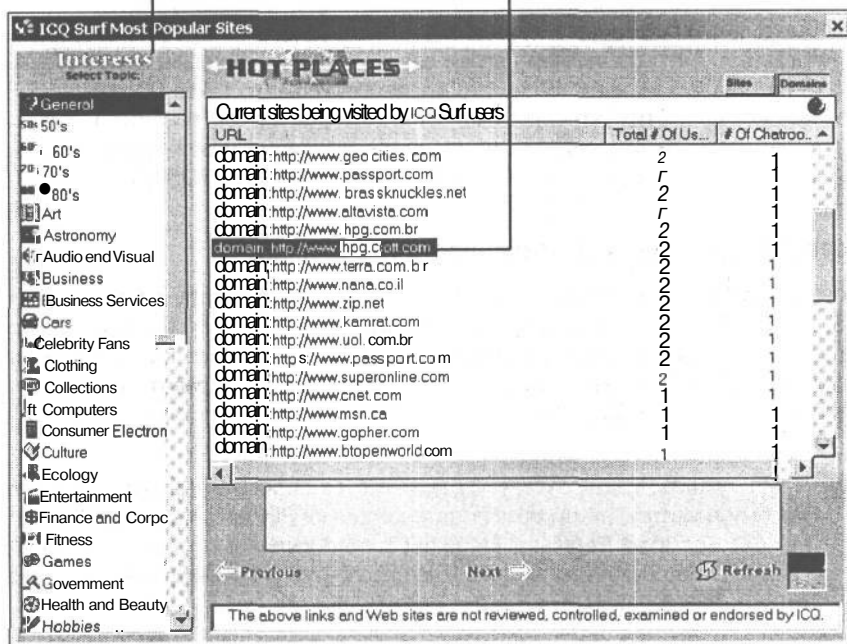 ICQ Surf Most Popular Sites
Interests
Select Topic:
General
50's
60's
70's
80's
Art
Astronomy
Audio end Visual
Business
Business Services
Cars
Celebrity Fans
Clothing
Collections
Computers
Consumer Electron
Culture
Ecology
Entertainment
Finance and Corpc
Fitness
Games
Government
Health and Beauty
Hobbies
HOT PLACES
Sites Domains
Current sites being visited by ICQ Surf users
URL Total # Of Us... # Of Chatroo..
domain:http://www.geocities.com 2 1
domain:http://www.passport.com r 1
domain:http://www.brassknuckles.net 2 1
domain:http://www.altavista.com r 1
domain:http://www.hpg.com.br 2 1
domain: http://www.hpg.crott.com 2 1
domain;http://www.terra.com.br 2 1
domain:http://www.nana.co.il 2 1
domain:http://www.zip.net 2 1
domain:http://www.kamrat.com 2 1
domain:http://www.uol.com.br 2 1
domain:https://www.passport.com 2 1
domain:http://www.superonline.com 2 1
domain:http://www.cnet.com 1 1
domain:http://www.msn.ca 1 1
domain:http://www.gopher.com 1 1
domain:http://www.btopenworld.com 1 1
Previous Next Refresh
The above links and Web sites are not reviewed, controlled, examined or endorsed by ICQ.